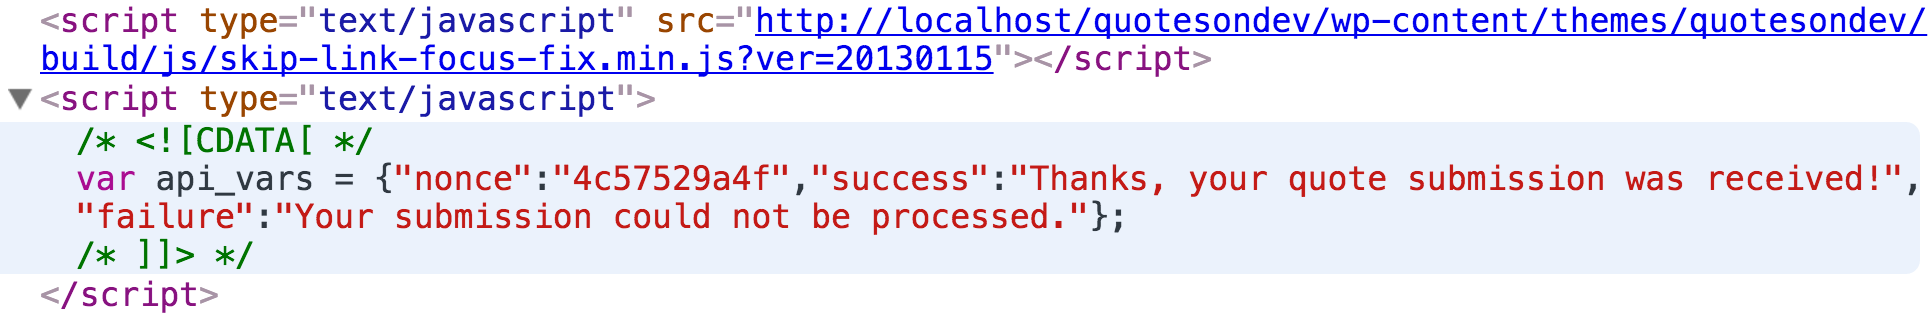 <script type="text/javascript" src="http://localhost/quotesondev/wp-content/themes/quotesondev/
build/js/skip-link-focus-fix.min.js?ver=20130115"></script>
<script type="text/javascript">
/* <![CDATA[ */
var api_vars = {"nonce":"4c57529a4f","success":"Thanks, your quote submission was received!",
"failure":"Your submission could not be processed."};
/* ]]> */
</script>